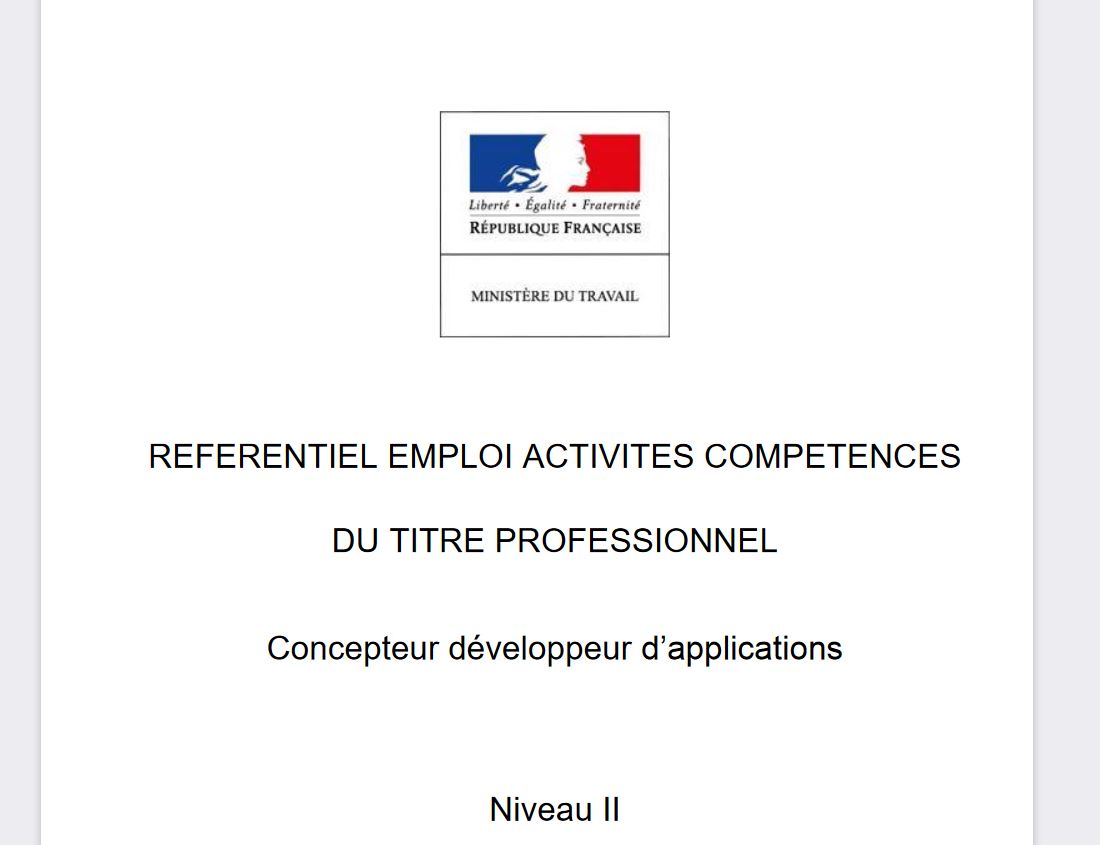 Liberté • Égalité • Fraternité
RÉPUBLIQUE FRANÇAISE
MINISTÈRE DU TRAVAIL
REFERENTIEL EMPLOI ACTIVITES COMPETENCES
DU TITRE PROFESSIONNEL
Concepteur développeur d’applications
Niveau II